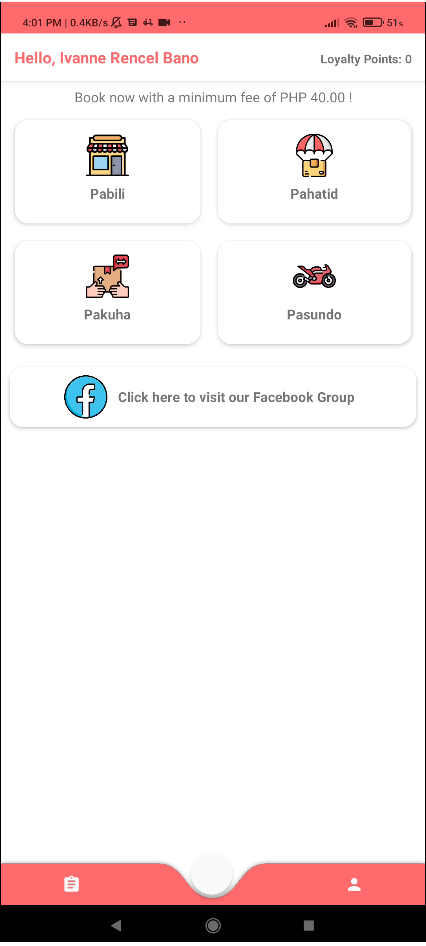 4:01 PM | 0.4KB/s
51%
Hello, Ivanne Rencel Bano
Loyalty Points: 0
Book now with a minimum fee of PHP 40.00 !
Pabili
Pahatid
Pakuha
Pasundo
Click here to visit our Facebook Group